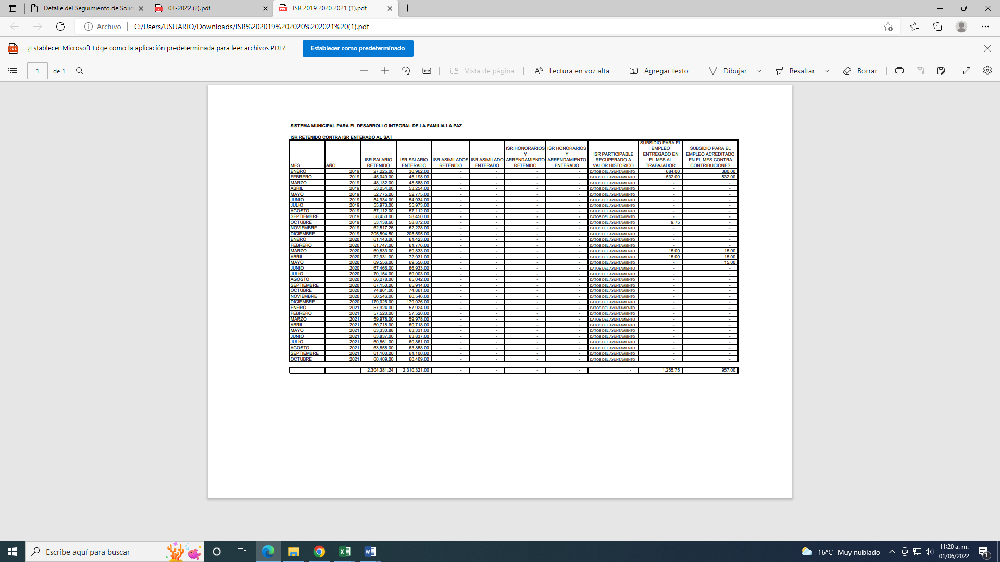 Detalle del Seguimiento de Solic
03-2022 (2).pdf
ISR 2019 2020 2021 (1).pdf
Archivo
C:/Users/USUARIO/Downloads/ISR%202019%202020%202021%20(1).pdf
¿Establecer Microsoft Edge como la aplicación predeterminada para leer archivos PDF?
Establecer como predeterminado
1 de 1
Vista de página
Lectura en voz alta
Agregar texto
Dibujar
Resaltar
Borrar
SISTEMA MUNICIPAL PARA EL DESARROLLO INTEGRAL DE LA FAMILIA LA PAZ
ISR RETENIDO CONTRA ISR ENTERADO AL SAT
MES AÑO ISR SALARIO RETENIDO ISR SALARIO ENTERADO ISR ASIMILADOS RETENIDO ISR ASIMILADO ENTERADO ISR HONORARIOS Y ARRENDAMIENTO RETENIDO ISR HONORARIOS Y ARRENDAMIENTO ENTERADO ISR PARTICIPABLE RECUPERADO A VALOR HISTORICO SUBSIDIO PARA EL EMPLEO ENTREGADO EN EL MES AL TRABAJADOR SUBSIDIO PARA EL EMPLEO ACREDITADO EN EL MES CONTRA CONTRIBUCIONES
ENERO 2019 27,225.00 30,962.00 - - - - DATOS DEL AYUNTAMIENTO 684.00 380.00
FEBRERO 2019 45,049.00 45,198.00 - - - - DATOS DEL AYUNTAMIENTO 532.00 532.00
MARZO 2019 48,132.00 48,588.00 - - - - DATOS DEL AYUNTAMIENTO - -
ABRIL 2019 53,254.00 53,254.00 - - - - DATOS DEL AYUNTAMIENTO - -
MAYO 2019 52,775.00 52,775.00 - - - - DATOS DEL AYUNTAMIENTO - -
JUNIO 2019 54,934.00 54,934.00 - - - - DATOS DEL AYUNTAMIENTO - -
JULIO 2019 55,973.00 55,973.00 - - - - DATOS DEL AYUNTAMIENTO - -
AGOSTO 2019 57,112.00 57,112.00 - - - - DATOS DEL AYUNTAMIENTO - -
SEPTIEMBRE 2019 58,450.00 58,450.00 - - - - DATOS DEL AYUNTAMIENTO - -
OCTUBRE 2019 53,138.60 58,872.00 - - - - DATOS DEL AYUNTAMIENTO 9.75 -
NOVIEMBRE 2019 62,517.26 62,228.00 - - - - DATOS DEL AYUNTAMIENTO - -
DICIEMBRE 2019 205,594.50 205,595.00 - - - - DATOS DEL AYUNTAMIENTO - -
ENERO 2020 61,143.00 61,423.00 - - - - DATOS DEL AYUNTAMIENTO - -
FEBRERO 2020 61,747.00 61,776.00 - - - - DATOS DEL AYUNTAMIENTO - -
MARZO 2020 69,833.00 69,833.00 - - - - DATOS DEL AYUNTAMIENTO 15.00 15.00
ABRIL 2020 72,931.00 72,931.00 - - - - DATOS DEL AYUNTAMIENTO 15.00 15.00
MAYO 2020 69,556.00 69,556.00 - - - - DATOS DEL AYUNTAMIENTO - 15.00
JUNIO 2020 67,466.00 66,933.00 - - - - DATOS DEL AYUNTAMIENTO - -
JULIO 2020 70,154.00 69,003.00 - - - - DATOS DEL AYUNTAMIENTO - -
AGOSTO 2020 66,278.00 65,042.00 - - - - DATOS DEL AYUNTAMIENTO - -
SEPTIEMBRE 2020 67,150.00 65,914.00 - - - - DATOS DEL AYUNTAMIENTO - -
OCTUBRE 2020 74,861.00 74,861.00 - - - - DATOS DEL AYUNTAMIENTO - -
NOVIEMBRE 2020 60,546.00 60,546.00 - - - - DATOS DEL AYUNTAMIENTO - -
DICIEMBRE 2020 179,026.00 179,026.00 - - - - DATOS DEL AYUNTAMIENTO - -
ENERO 2021 57,924.00 57,924.00 - - - - DATOS DEL AYUNTAMIENTO - -
FEBRERO 2021 57,520.00 57,520.00 - - - - DATOS DEL AYUNTAMIENTO - -
MARZO 2021 59,978.00 59,978.00 - - - - DATOS DEL AYUNTAMIENTO - -
ABRIL 2021 60,718.00 60,718.00 - - - - DATOS DEL AYUNTAMIENTO - -
MAYO 2021 63,330.88 63,331.00 - - - - DATOS DEL AYUNTAMIENTO - -
JUNIO 2021 63,837.00 63,837.00 - - - - DATOS DEL AYUNTAMIENTO - -
JULIO 2021 60,861.00 60,861.00 - - - - DATOS DEL AYUNTAMIENTO - -
AGOSTO 2021 63,858.00 63,858.00 - - - - DATOS DEL AYUNTAMIENTO - -
SEPTIEMBRE 2021 61,100.00 61,100.00 - - - - DATOS DEL AYUNTAMIENTO - -
OCTUBRE 2021 60,409.00 60,409.00 - - - - DATOS DEL AYUNTAMIENTO - -
2,304,381.24 2,310,321.00 - - - - - 1,255.75 957.00
Escribe aquí para buscar
16°C Muy nublado
11:20 a. m.
01/06/2022
1